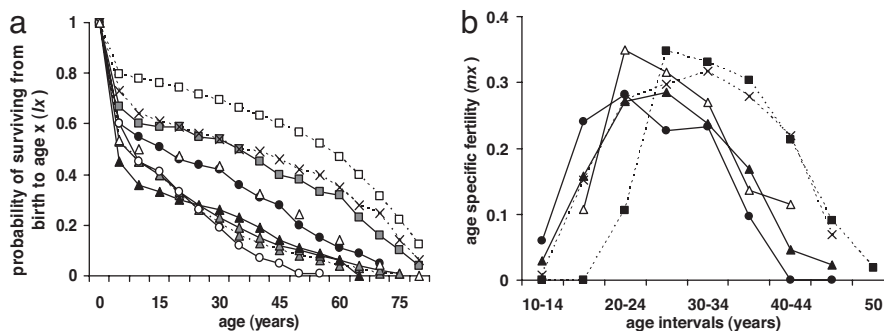 a
probability of surviving from
birth to age x (lx)
1
0.8
0.6
0.4
0.2
0
0 15 30 45 60 75
age (years)
b
age specific fertility (mx)
0.4
0.3
0.2
0.1
0
10-14 20-24 30-34 40-44 50
age intervals (years)